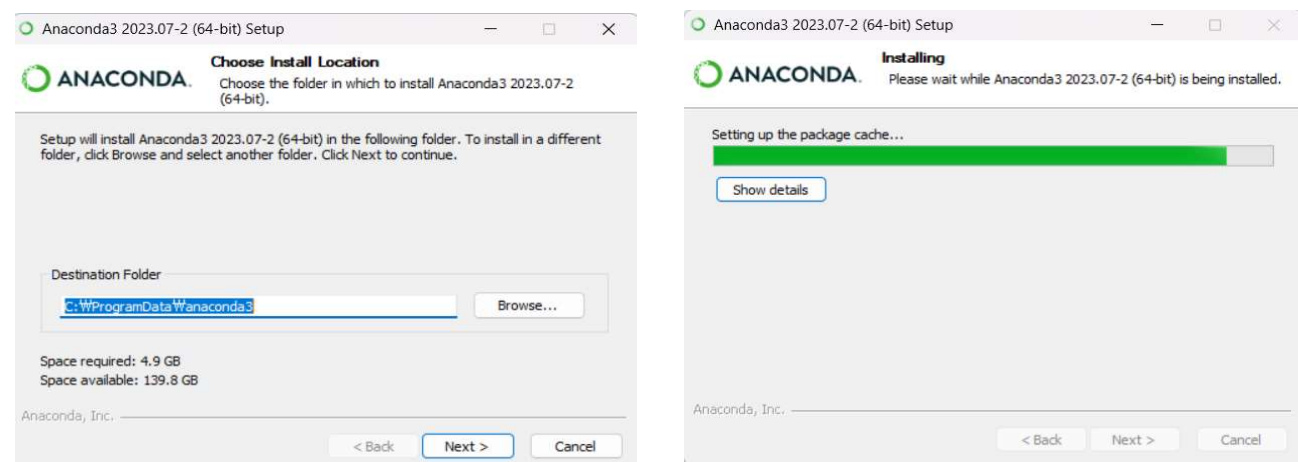 Anaconda3 2023.07-2 (64-bit) Setup
ANACONDA.
Choose Install Location
Choose the folder in which to install Anaconda3 2023.07-2
(64-bit).
Setup will install Anaconda3 2023.07-2 (64-bit) in the following folder. To install in a different
folder, click Browse and select another folder. Click Next to continue.
Destination Folder
C:₩ProgramData₩anaconda3
Browse...
Space required: 4.9 GB
Space available: 139.8 GB
Anaconda, Inc.
< Back Next > Cancel
Anaconda3 2023.07-2 (64-bit) Setup
ANACONDA.
Installing
Please wait while Anaconda3 2023.07-2 (64-bit) is being installed.
Setting up the package cache...
Show details
Anaconda, Inc.
< Back Next > Cancel